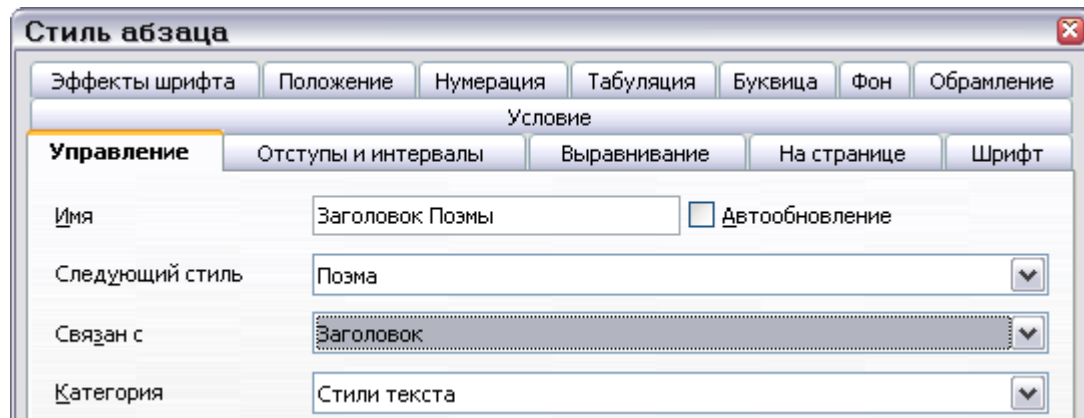 Стиль абзаца
Эффекты шрифта Положение Нумерация Табуляция Буквица Фон Обрамление
Условие
Управление Отступы и интервалы Выравнивание На странице Шрифт
Имя Заголовок Поэмы Автообновление
Следующий стиль Поэма
Связан с Заголовок
Категория Стили текста